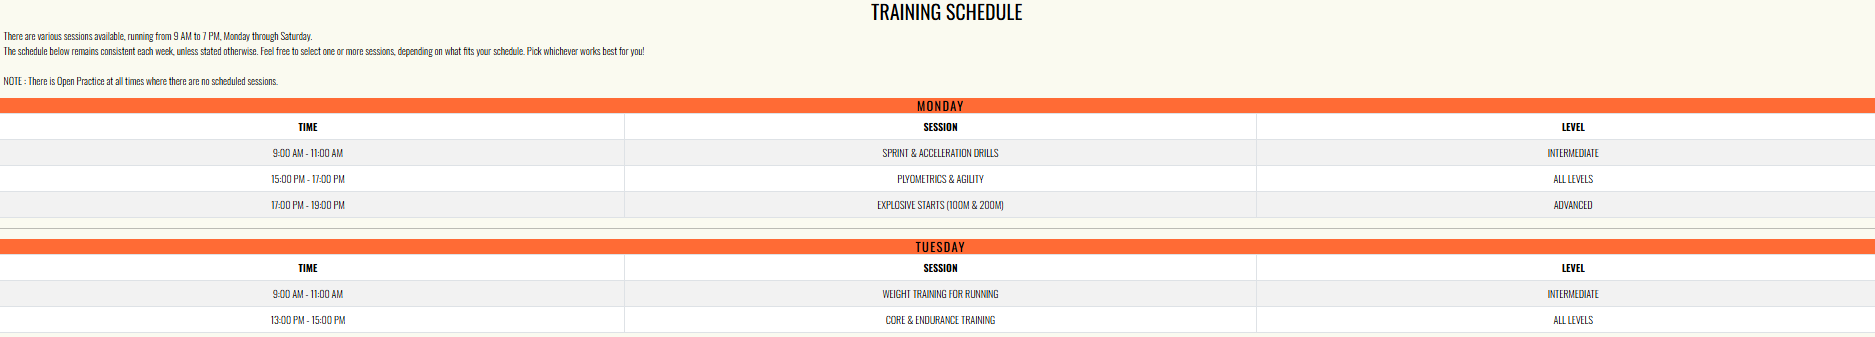 TRAINING SCHEDULE
There are various sessions available, running from 9 AM to 7 PM, Monday through Saturday.
The schedule below remains consistent each week, unless stated otherwise. Feel free to select one or more sessions, depending on what fits your schedule. Pick whichever works best for you!
NOTE : There is Open Practice at all times where there are no scheduled sessions.
MONDAY
TIME SESSION LEVEL
9:00 AM - 11:00 AM SPRINT & ACCELERATION DRILLS INTERMEDIATE
15:00 PM - 17:00 PM PLYOMETRICS & AGILITY ALL LEVELS
17:00 PM - 19:00 PM EXPLOSIVE STARTS (100M & 200M) ADVANCED
TUESDAY
TIME SESSION LEVEL
9:00 AM - 11:00 AM WEIGHT TRAINING FOR RUNNING INTERMEDIATE
13:00 PM - 15:00 PM CORE & ENDURANCE TRAINING ALL LEVELS